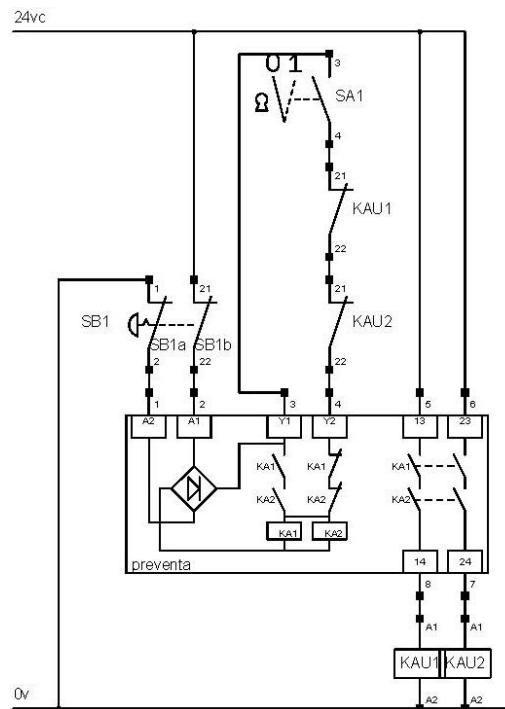 24vc
0 1
3
SA1
4
21
KAU1
22
1
21
21
SB1
SB1a
SB1b
KAU2
2
22
22
1
2
3
4
5
6
A2
A1
Y1
Y2
13
23
KA1
KA1
KA1
KA2
KA2
KA2
KA1
KA2
preventa
14
24
8
7
A1
A1
KAU1
KAU2
0v
A2
A2